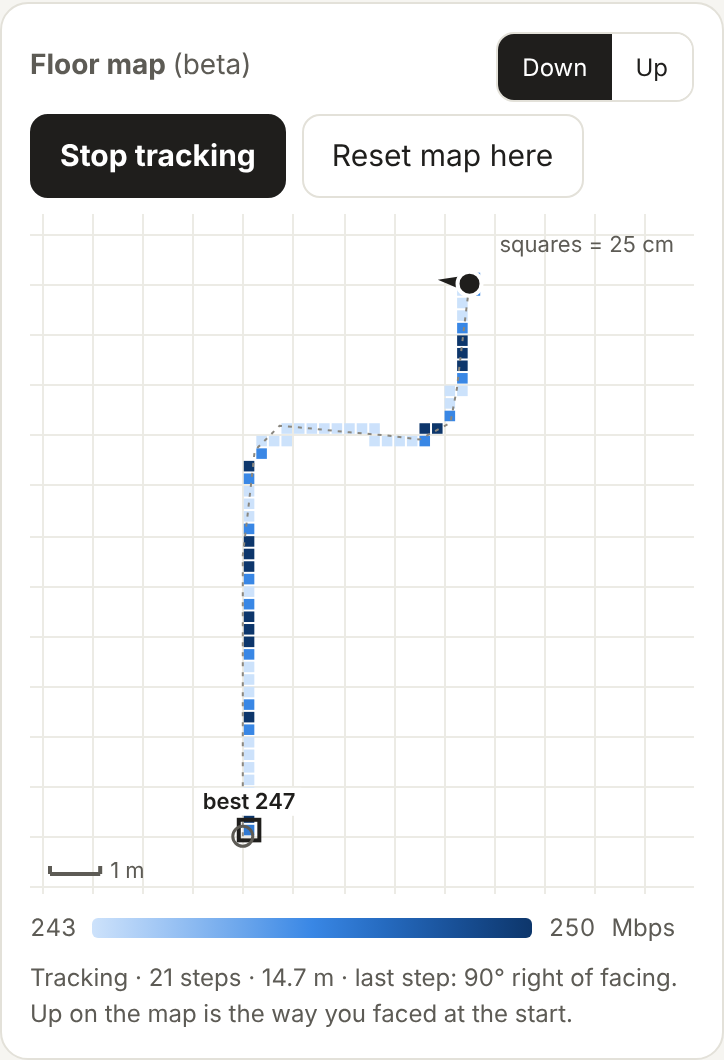 Floor map (beta)
Down
Up
Stop tracking
Reset map here
squares = 25 cm
best 247
1 m
243
250 Mbps
Tracking · 21 steps · 14.7 m · last step: 90° right of facing.
Up on the map is the way you faced at the start.